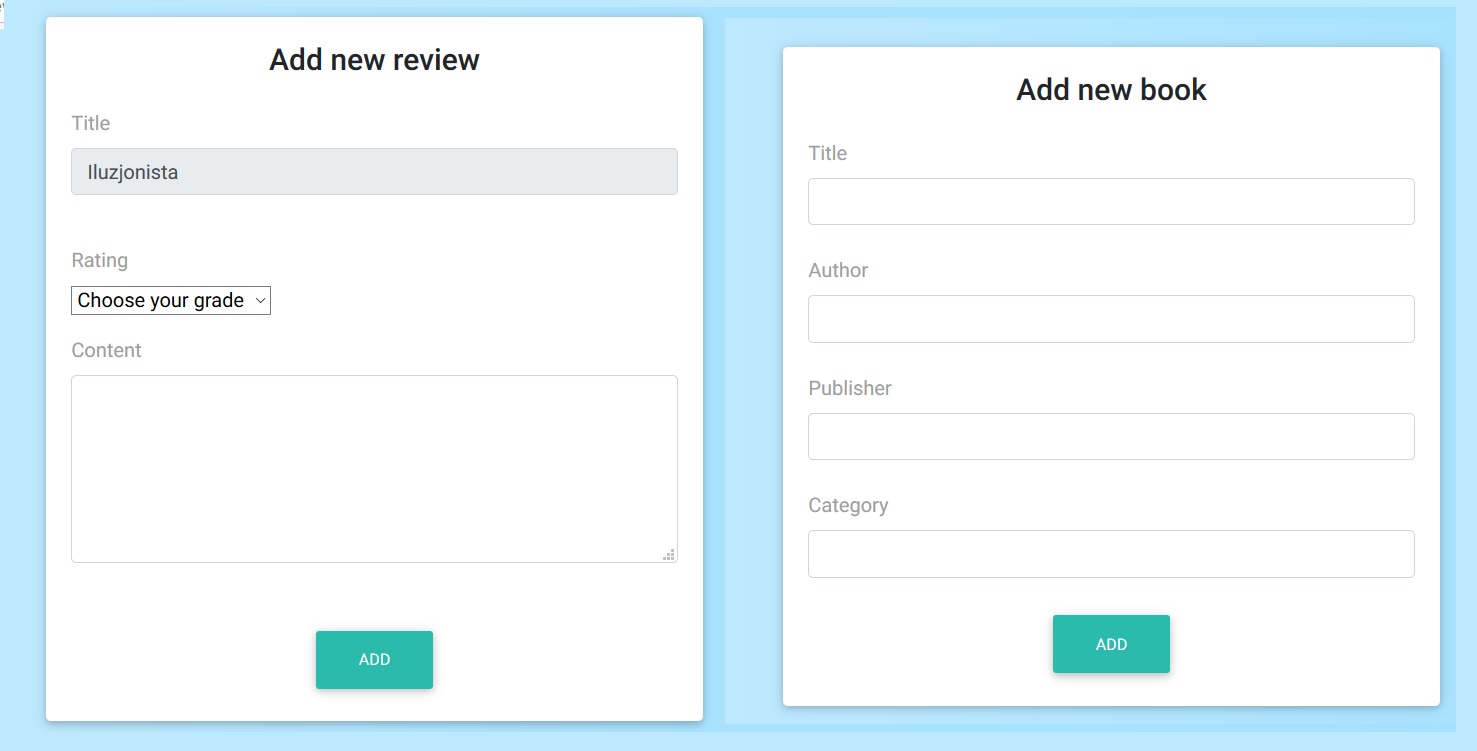 Add new review
Title
Iluzjonista
Rating
Choose your grade
Content
ADD
Add new book
Title
Author
Publisher
Category
ADD